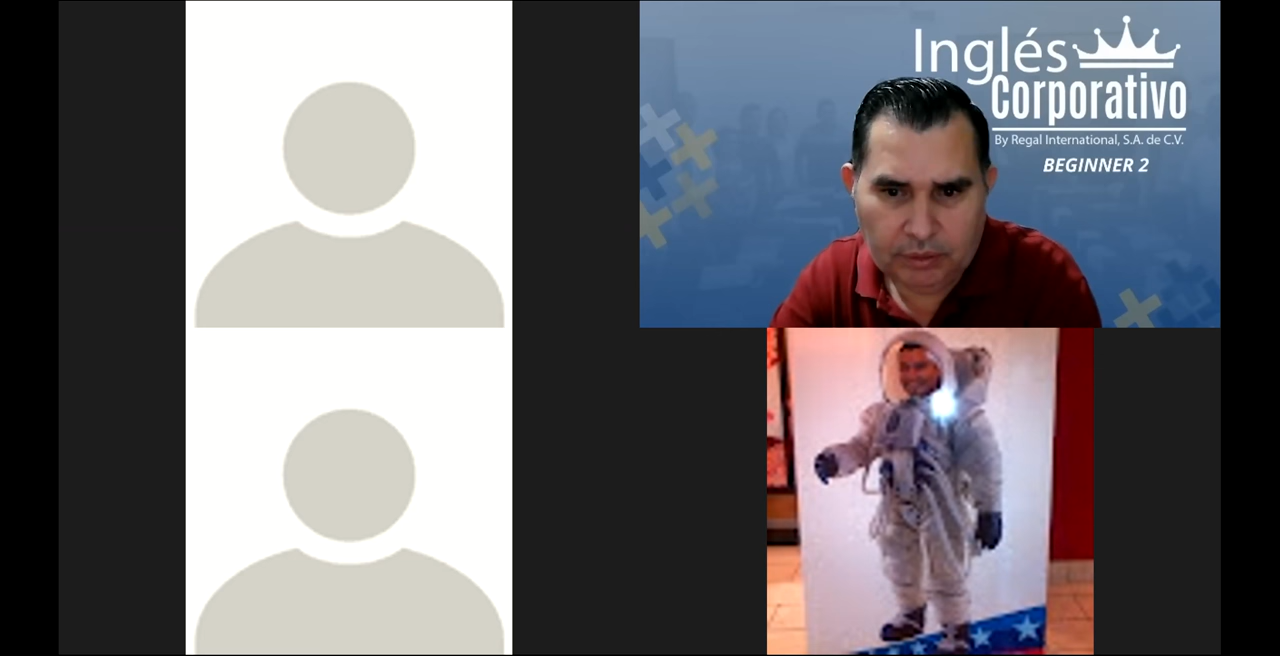 Inglés
Corporativo
By Regal International, S.A. de C.V.
BEGINNER 2